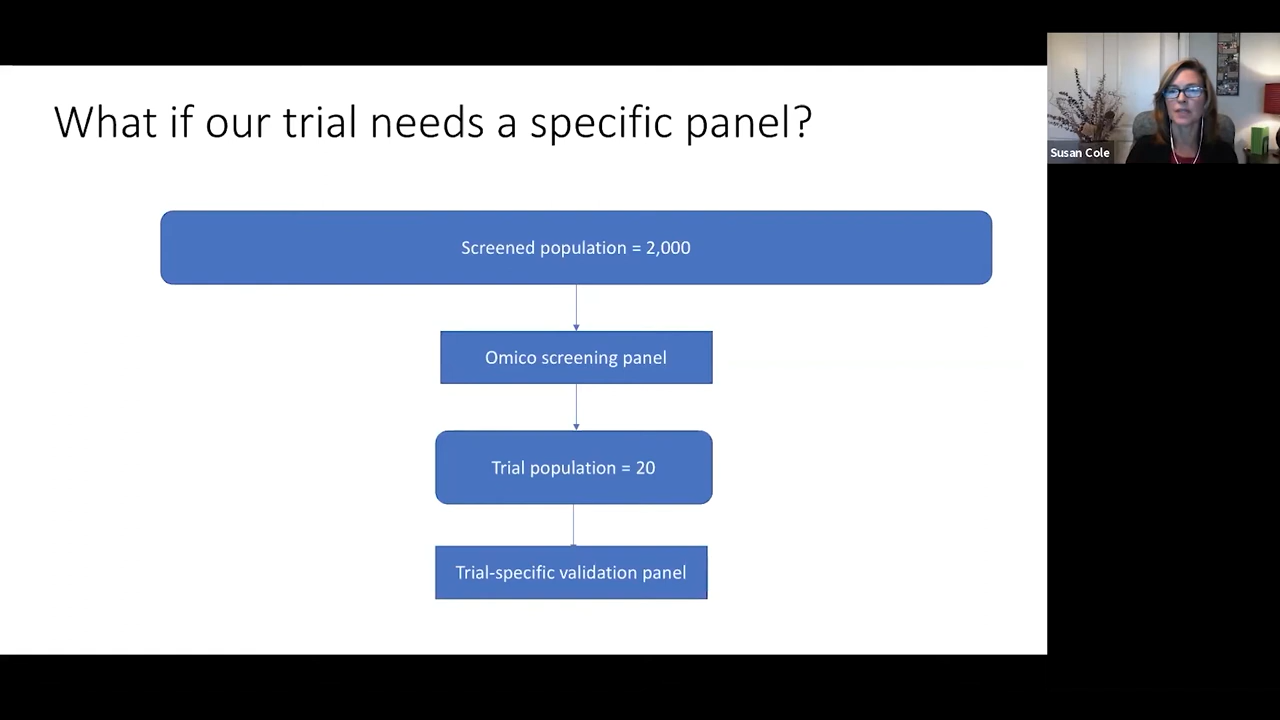 What if our trial needs a specific panel?
Susan Cole
Screened population = 2,000
Omico screening panel
Trial population = 20
Trial-specific validation panel